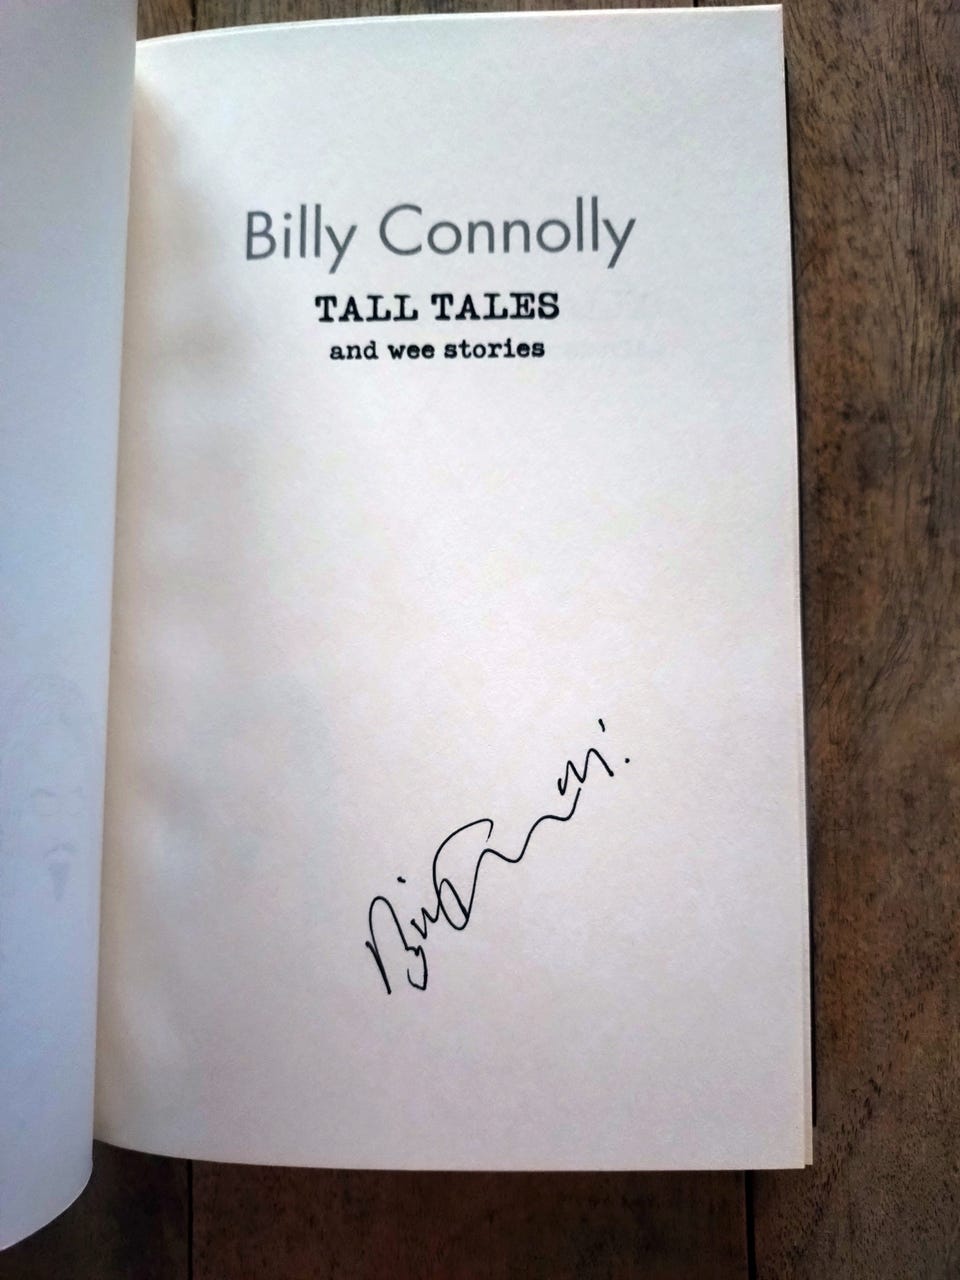 Billy Connolly
TALL TALES
and wee stories